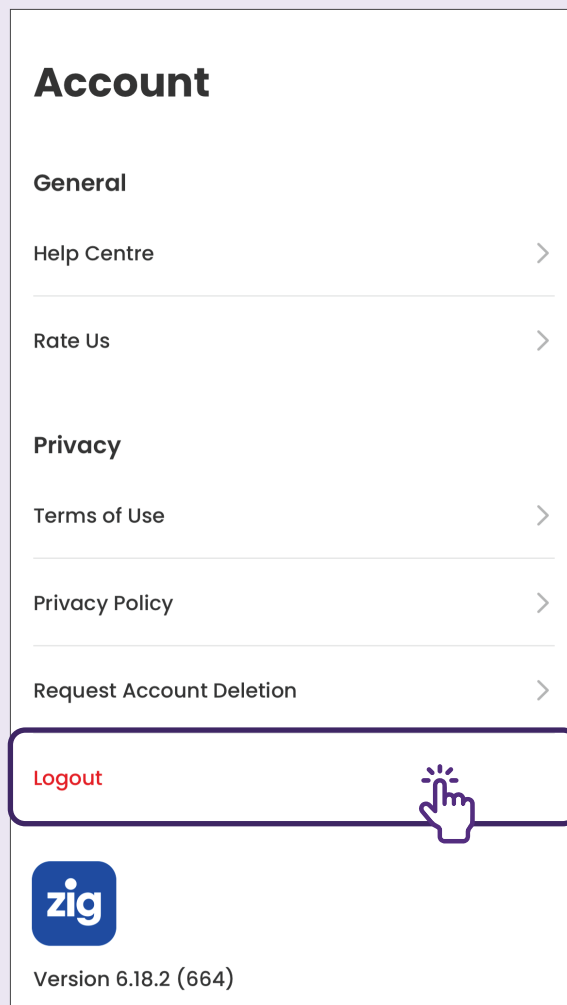 Account
General
Help Centre
Rate Us
Privacy
Terms of Use
Privacy Policy
Request Account Deletion
Logout
zig
Version 6.18.2 (664)